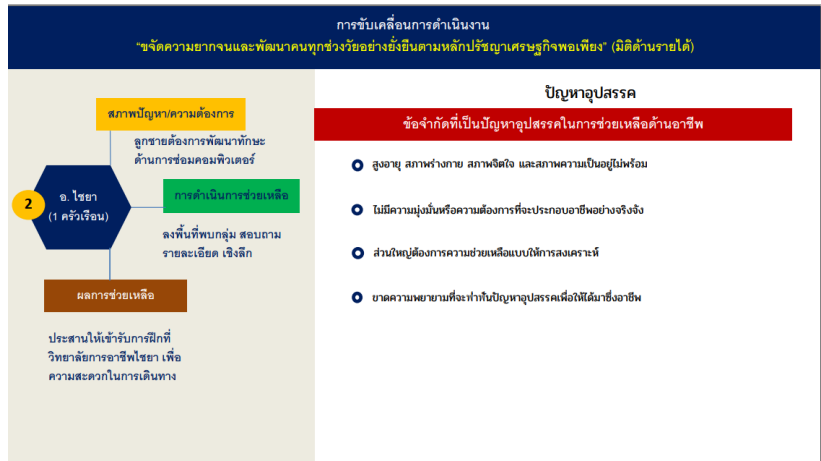 การขับเคลื่อนการดำเนินงาน
"ขจัดความยากจนและพัฒนาคนทุกช่วงวัยอย่างยั่งยืนตามหลักปรัชญาเศรษฐกิจพอเพียง" (มิติด้านรายได้)
สภาพปัญหา/ความต้องการ
ลูกชายต้องการพัฒนาทักษะ
ด้านการซ่อมคอมพิวเตอร์
2
อ. ไชยา
(1 ครัวเรือน)
การดำเนินการช่วยเหลือ
ลงพื้นที่พบกลุ่ม สอบถาม
รายละเอียด เชิงลึก
ผลการช่วยเหลือ
ประสานให้เข้ารับการฝึกที่
วิทยาลัยการอาชีพไชยา เพื่อ
ความสะดวกในการเดินทาง
ปัญหาอุปสรรค
ข้อจำกัดที่เป็นปัญหาอุปสรรคในการช่วยเหลือด้านอาชีพ
สูงอายุ สภาพร่างกาย สภาพจิตใจ และสภาพความเป็นอยู่ไม่พร้อม
ไม่มีความมุ่งมั่นหรือความต้องการที่จะประกอบอาชีพอย่างจริงจัง
ส่วนใหญ่ต้องการความช่วยเหลือแบบให้การสงเคราะห์
ขาดความพยายามที่จะฟ่าฟันปัญหาอุปสรรคเพื่อให้ได้มาซึ่งอาชีพ